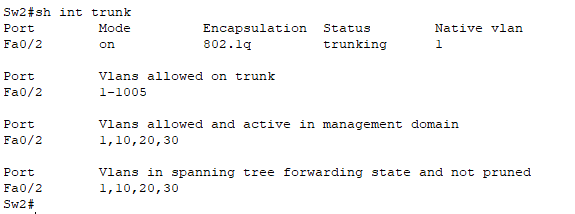 Sw2#sh int trunk
Port        Mode         Encapsulation  Status        Native vlan
Fa0/2       on           802.1q         trunking      1
Port        Vlans allowed on trunk
Fa0/2       1-1005
Port        Vlans allowed and active in management domain
Fa0/2       1,10,20,30
Port        Vlans in spanning tree forwarding state and not pruned
Fa0/2       1,10,20,30
Sw2#